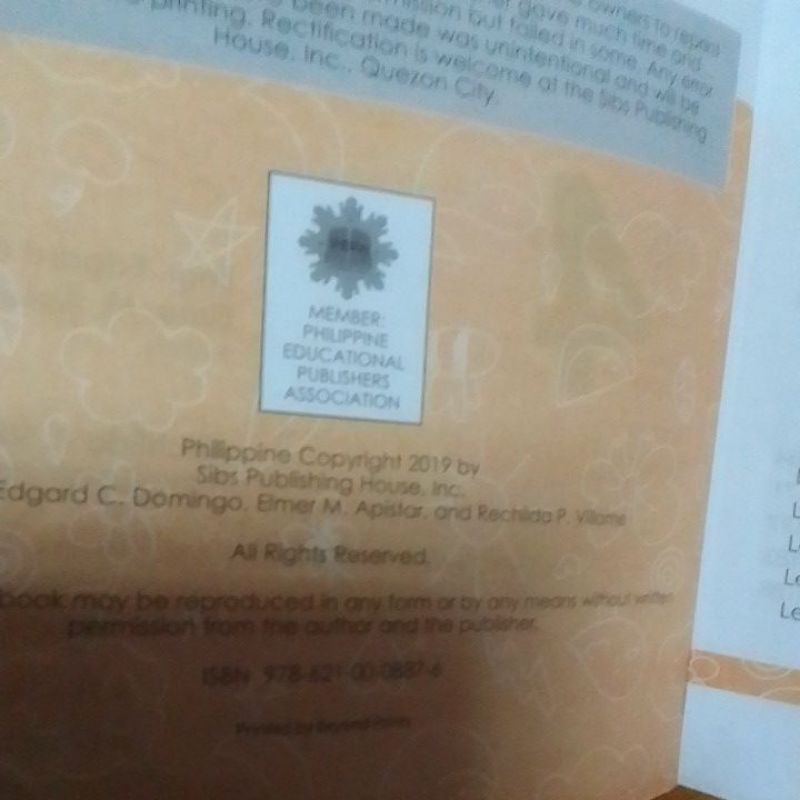 owners to
mission but failed in some. Any error
gave much time and
been made was unintentional and will be
printing. Rectification is welcome at the Sibs Publishing
House, Inc., Quezon City.
MEMBER:
PHILIPPINE
EDUCATIONAL
PUBLISHERS
ASSOCIATION
Philippine Copyright 2019 by
Sibs Publishing House, Inc.
Edgard C. Domingo, Elmer M. Apistar, and Rechilda P. Villame
All Rights Reserved.
book may be reproduced in any form or by any means without written
permission from the author and the publisher.
ISBN 978-621-00-0887-6
Printed by